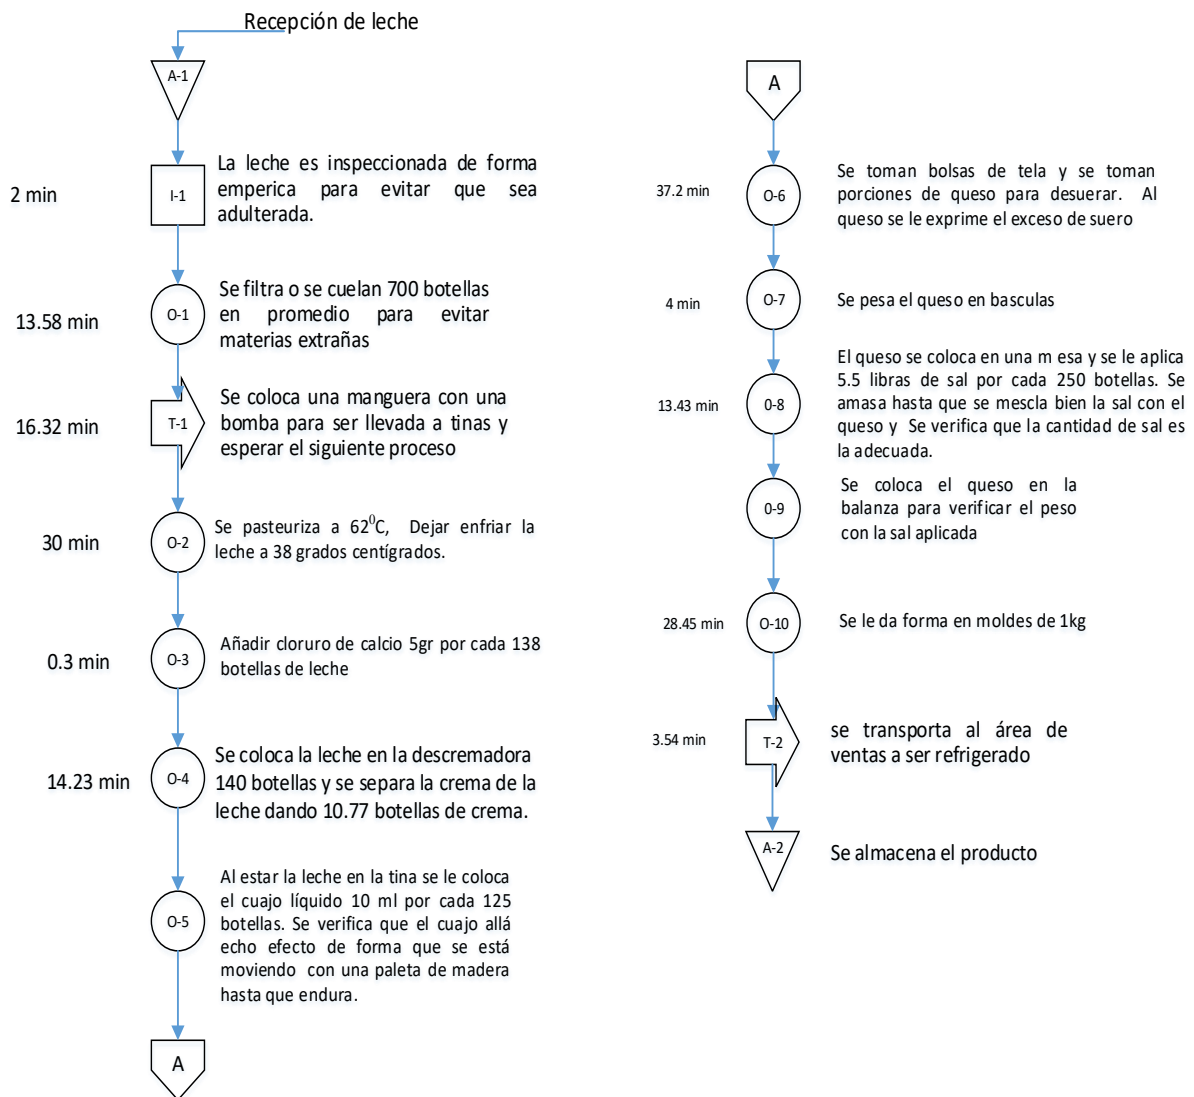 Recepción de leche
A-1
2 min
I-1
La leche es inspeccionada de forma
emperica para evitar que sea
adulterada.
13.58 min
O-1
Se filtra o se cuelan 700 botellas
en promedio para evitar
materias extrañas
16.32 min
T-1
Se coloca una manguera con una
bomba para ser llevada a tinas y
esperar el siguiente proceso
30 min
O-2
Se pasteuriza a 62⁰C, Dejar enfriar la
leche a 38 grados centígrados.
0.3 min
O-3
Añadir cloruro de calcio 5gr por cada 138
botellas de leche
14.23 min
O-4
Se coloca la leche en la descremadora
140 botellas y se separa la crema de la
leche dando 10.77 botellas de crema.
O-5
Al estar la leche en la tina se le coloca
el cuajo líquido 10 ml por cada 125
botellas. Se verifica que el cuajo allá
echo efecto de forma que se está
moviendo con una paleta de madera
hasta que endura.
A
A
37.2 min
O-6
Se toman bolsas de tela y se toman
porciones de queso para desuerar. Al
queso se le exprime el exceso de suero
4 min
O-7
Se pesa el queso en basculas
13.43 min
0-8
El queso se coloca en una m esa y se le aplica
5.5 libras de sal por cada 250 botellas. Se
amasa hasta que se mescla bien la sal con el
queso y Se verifica que la cantidad de sal es
la adecuada.
0-9
Se coloca el queso en la
balanza para verificar el peso
con la sal aplicada
28.45 min
O-10
Se le da forma en moldes de 1kg
3.54 min
T-2
se transporta al área de
ventas a ser refrigerado
A-2
Se almacena el producto